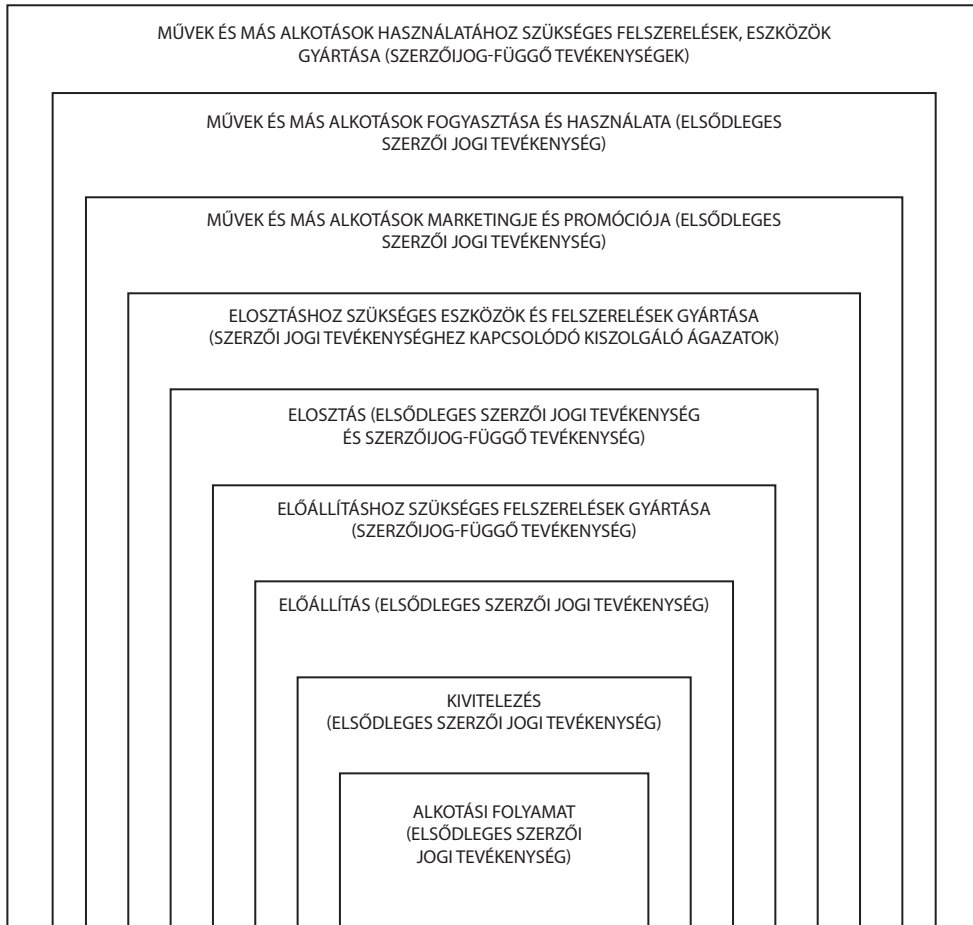 MŰVEK ÉS MÁS ALKOTÁSOK HASZNÁLATÁHOZ SZÜKSÉGES FELSZERELÉSEK, ESZKÖZÖK
GYÁRTÁSA (SZERZŐIJOG-FÜGGŐ TEVÉKENYSÉGEK)
MŰVEK ÉS MÁS ALKOTÁSOK FOGYASZTÁSA ÉS HASZNÁLATA (ELSŐDLEGES
SZERZŐI JOGI TEVÉKENYSÉG)
MŰVEK ÉS MÁS ALKOTÁSOK MARKETINGJE ÉS PROMÓCIÓJA (ELSŐDLEGES
SZERZŐI JOGI TEVÉKENYSÉG)
ELOSZTÁSHOZ SZÜKSÉGES ESZKÖZÖK ÉS FELSZERELÉSEK GYÁRTÁSA
(SZERZŐI JOGI TEVÉKENYSÉGHEZ KAPCSOLÓDÓ KISZOLGÁLÓ ÁGAZATOK)
ELOSZTÁS (ELSŐDLEGES SZERZŐI JOGI TEVÉKENYSÉG
ÉS SZERZŐIJOG-FÜGGŐ TEVÉKENYSÉG)
ELŐÁLLÍTÁSHOZ SZÜKSÉGES FELSZERELÉSEK GYÁRTÁSA
(SZERZŐIJOG-FÜGGŐ TEVÉKENYSÉG)
ELŐÁLLÍTÁS (ELSŐDLEGES SZERZŐI JOGI TEVÉKENYSÉG)
KIVITELEZÉS
(ELSŐDLEGES SZERZŐI JOGI TEVÉKENYSÉG)
ALKOTÁSI FOLYAMAT
(ELSŐDLEGES SZERZŐI
JOGI TEVÉKENYSÉG)